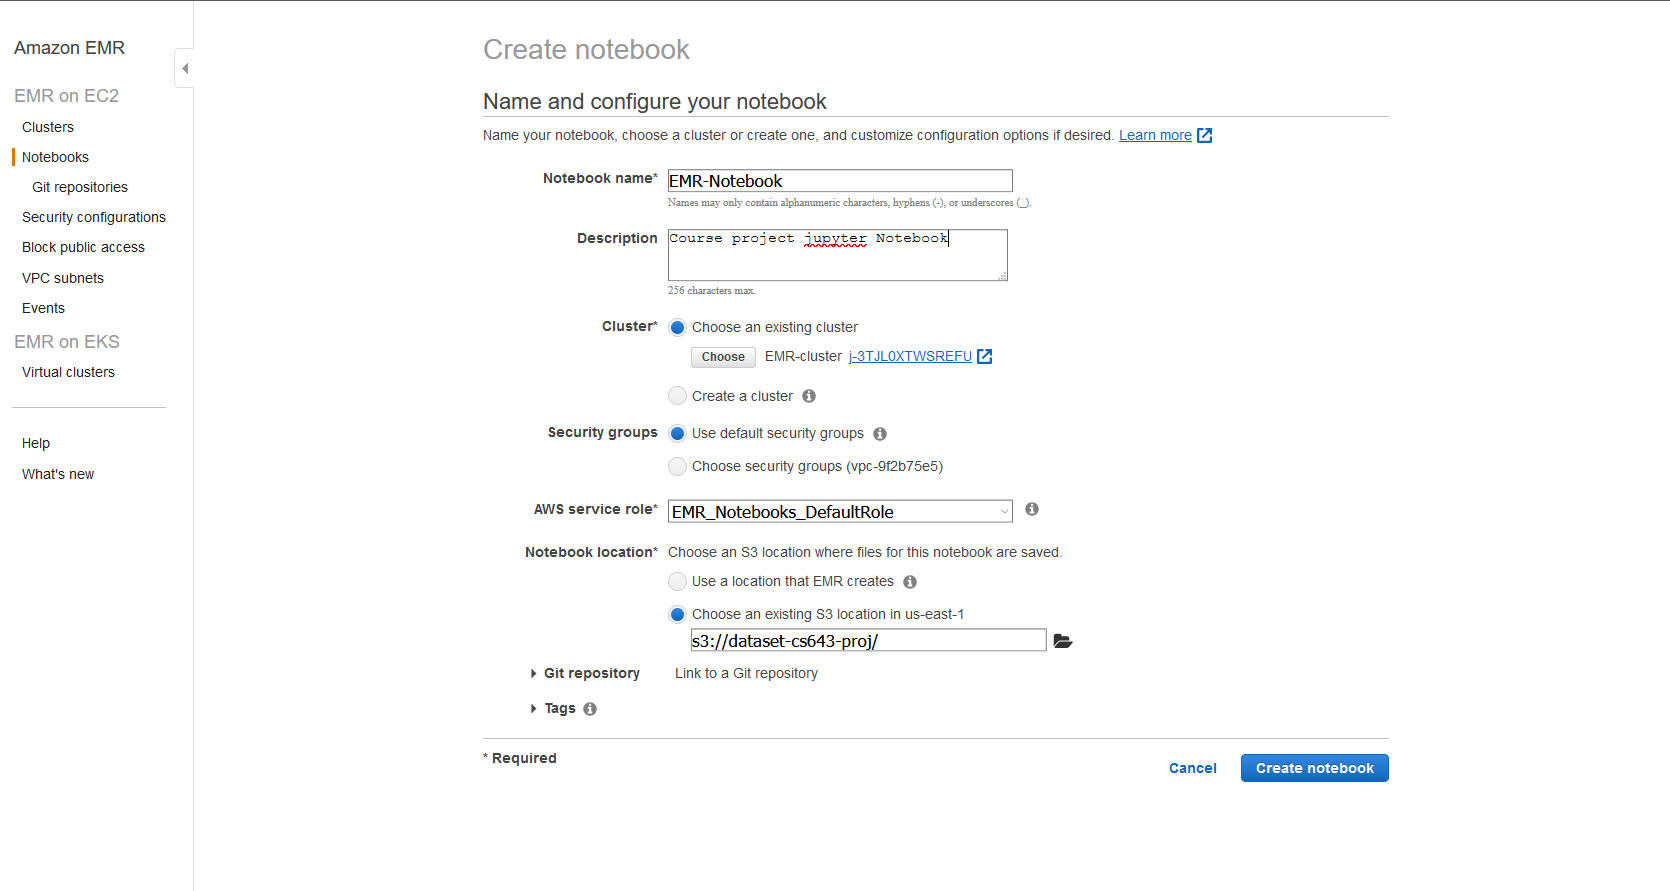 Amazon EMR
EMR on EC2
Clusters
Notebooks
Git repositories
Security configurations
Block public access
VPC subnets
Events
EMR on EKS
Virtual clusters
Help
What's new
Create notebook
Name and configure your notebook
Name your notebook, choose a cluster or create one, and customize configuration options if desired. Learn more
Notebook name* EMR-Notebook
Names may only contain alphanumeric characters, hyphens (-), or underscores (_).
Description Course project jupyter Notebook
256 characters max.
Cluster* Choose an existing cluster
Choose EMR-cluster j-3TJL0XTWSREFU
Create a cluster
Security groups Use default security groups
Choose security groups (vpc-9f2b75e5)
AWS service role* EMR_Notebooks_DefaultRole
Notebook location* Choose an S3 location where files for this notebook are saved.
Use a location that EMR creates
Choose an existing S3 location in us-east-1
s3://dataset-cs643-proj/
Git repository Link to a Git repository
Tags
* Required
Cancel Create notebook